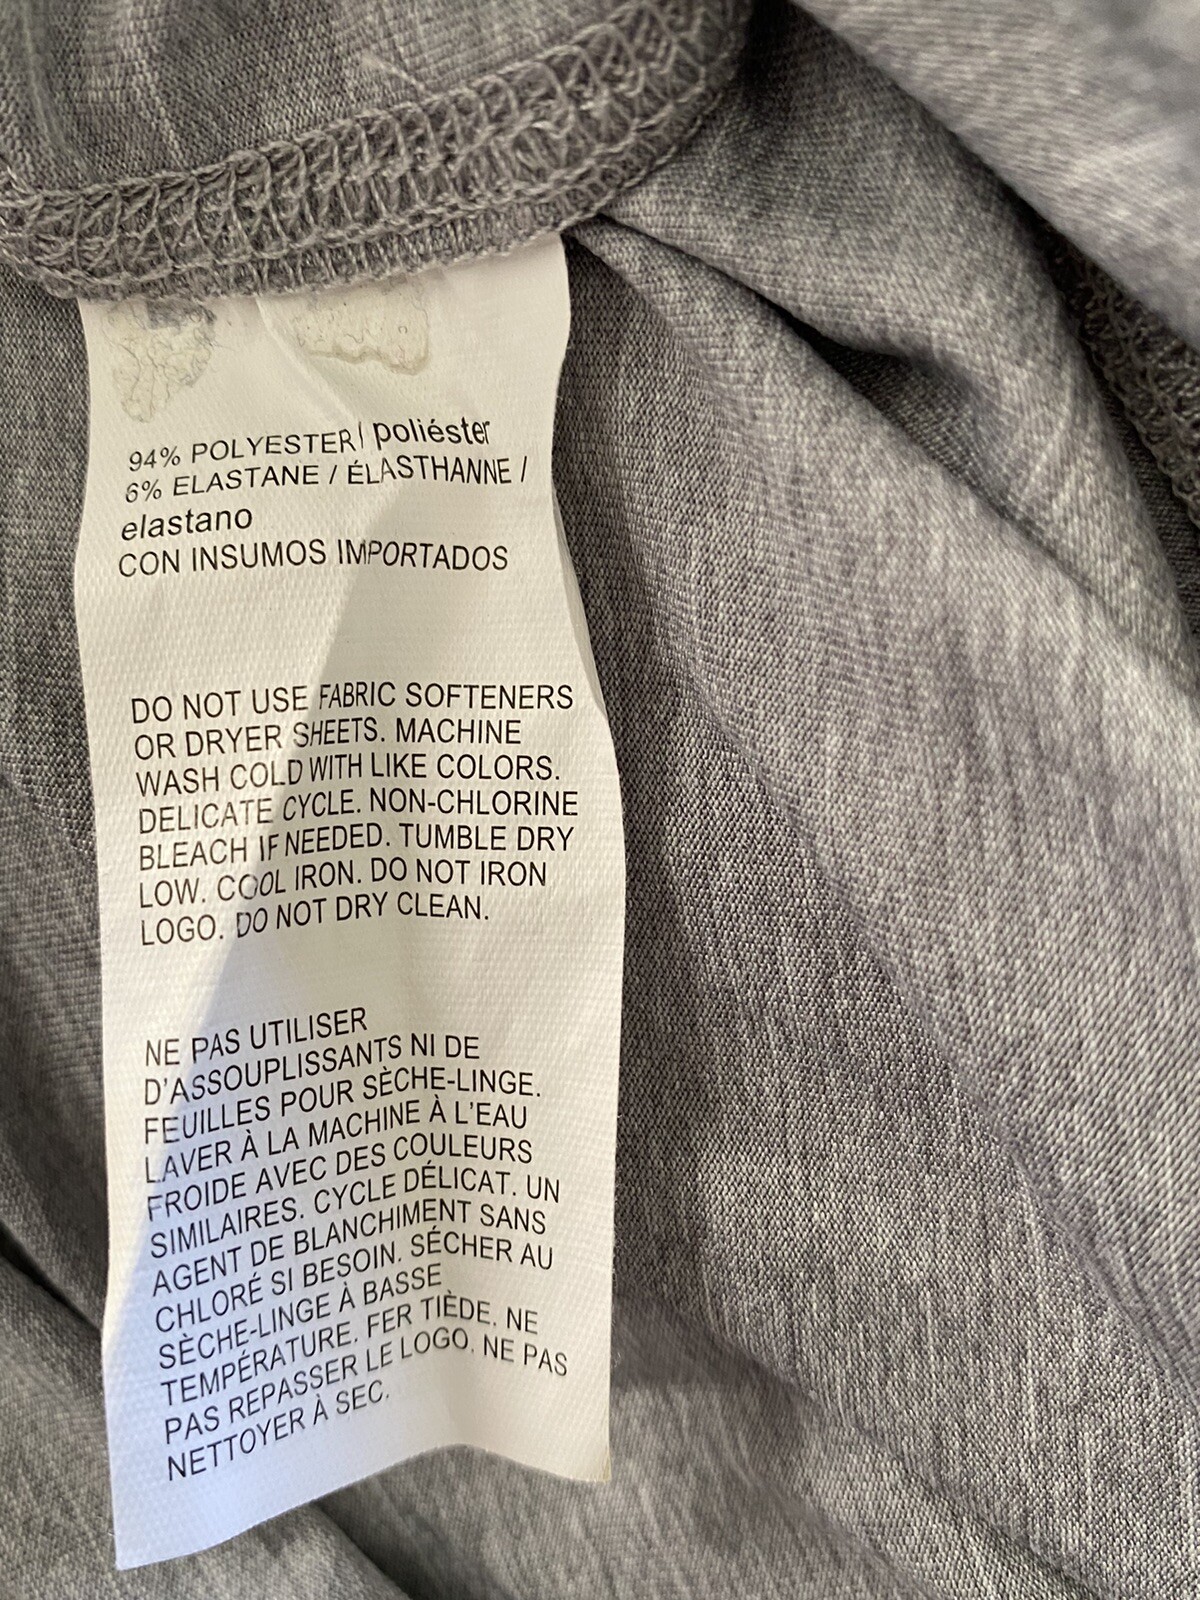 94% POLYESTER/ poliéster
6% ELASTANE / ÉLASTHANNE /
elastano
CON INSUMOS IMPORTADOS
DO NOT USE FABRIC SOFTENERS
OR DRYER SHEETS. MACHINE
WASH COLD WITH LIKE COLORS.
DELICATE CYCLE. NON-CHLORINE
BLEACH IF NEEDED. TUMBLE DRY
LOW. COOL IRON. DO NOT IRON
LOGO. DO NOT DRY CLEAN.
NE PAS UTILISER
D'ASSOUPLISSANTS NI DE
FEUILLES POUR SÈCHE-LINGE.
LAVER À LA MACHINE À L'EAU
FROIDE AVEC DES COULEURS
SIMILAIRES. CYCLE DÉLICAT. UN
AGENT DE BLANCHIMENT SANS
CHLORÉ SI BESOIN. SÉCHER AU
SÈCHE-LINGE À BASSE
TEMPÉRATURE. FER TIÈDE. NE
PAS REPASSER LE LOGO. NE PAS
NETTOYER À SEC.